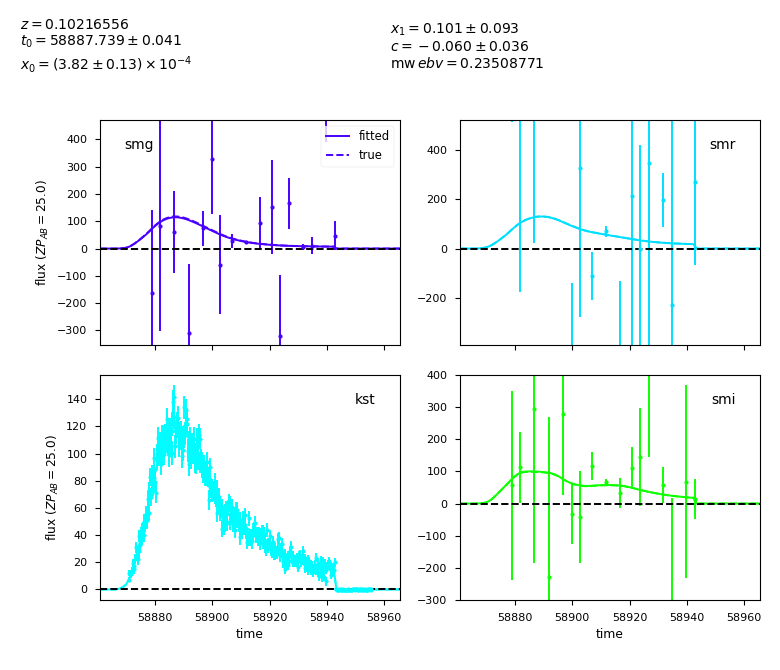 z = 0.10216556
t₀ = 58887.739 ± 0.041
x₀ = (3.82 ± 0.13) × 10⁻⁴
x₁ = 0.101 ± 0.093
c = −0.060 ± 0.036
mw ebv = 0.23508771
smg
fitted
true
400
300
200
100
0
−100
−200
−300
flux (ZP_AB = 25.0)
smr
400
200
0
−200
kst
140
120
100
80
60
40
20
0
flux (ZP_AB = 25.0)
58880 58900 58920 58940 58960
time
smi
400
300
200
100
0
−100
−200
−300
58880 58900 58920 58940 58960
time